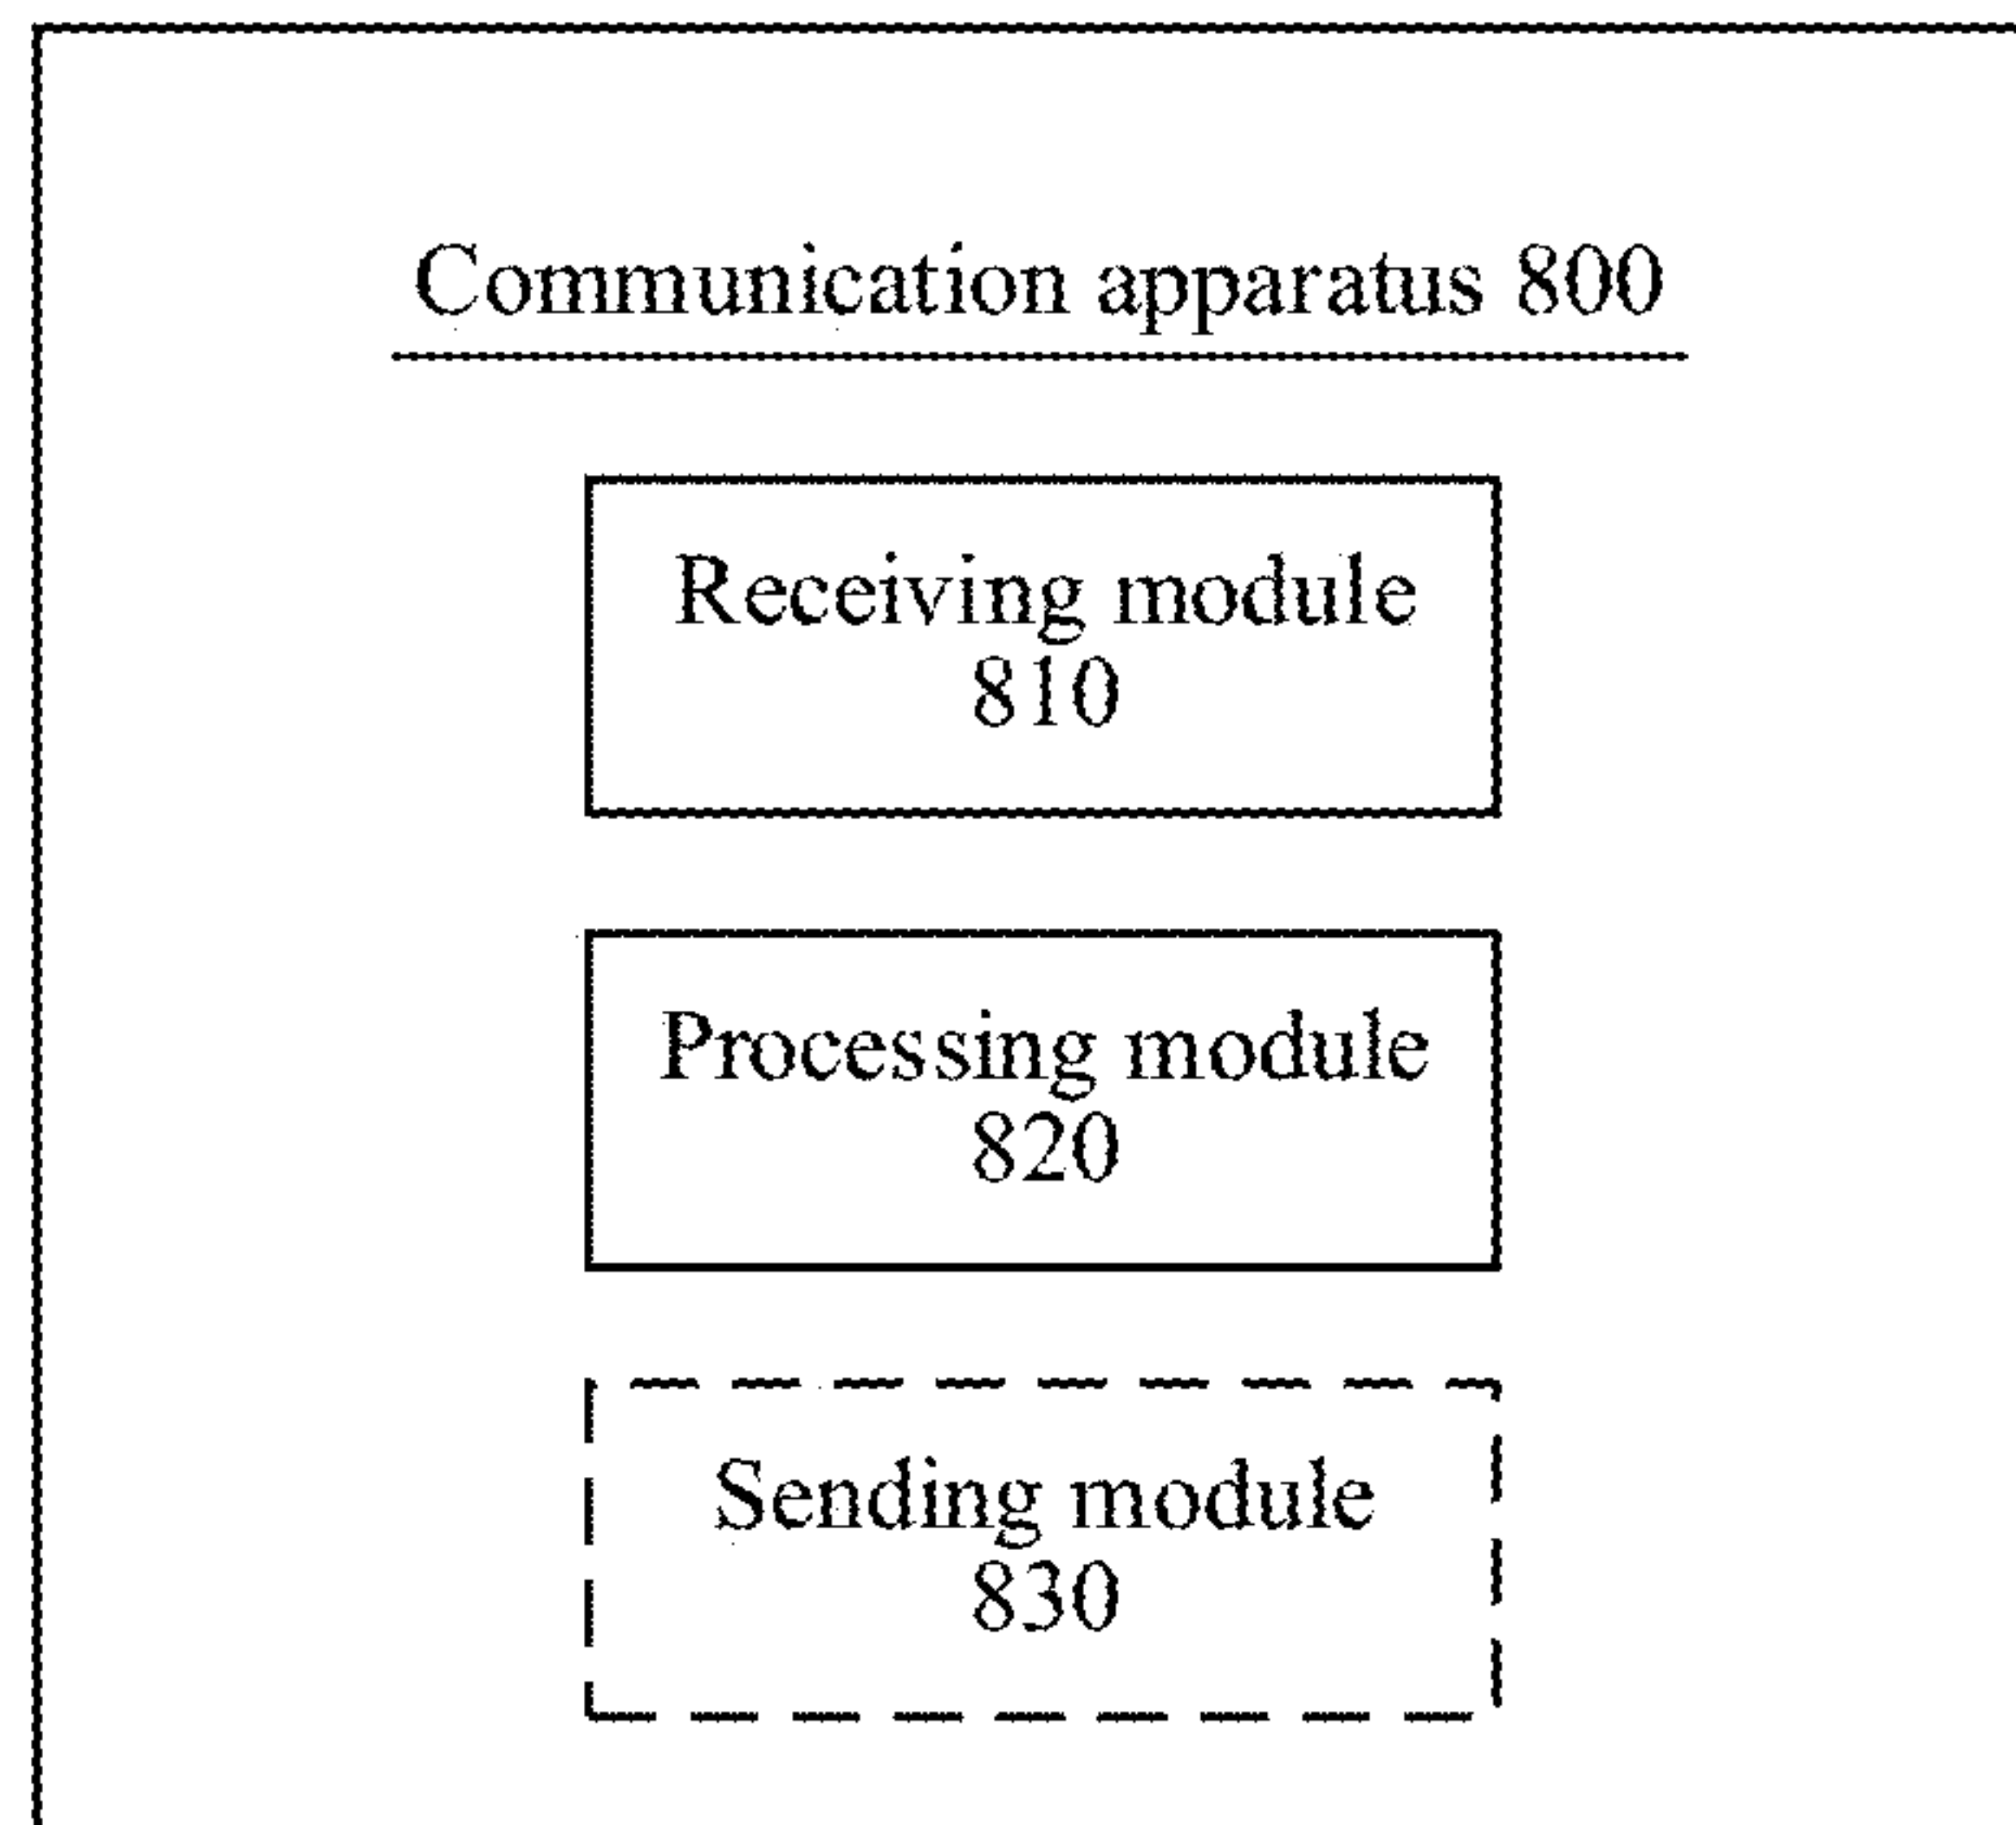 Communication apparatus 800
Receiving module
810
Processing module
820
Sending module
830